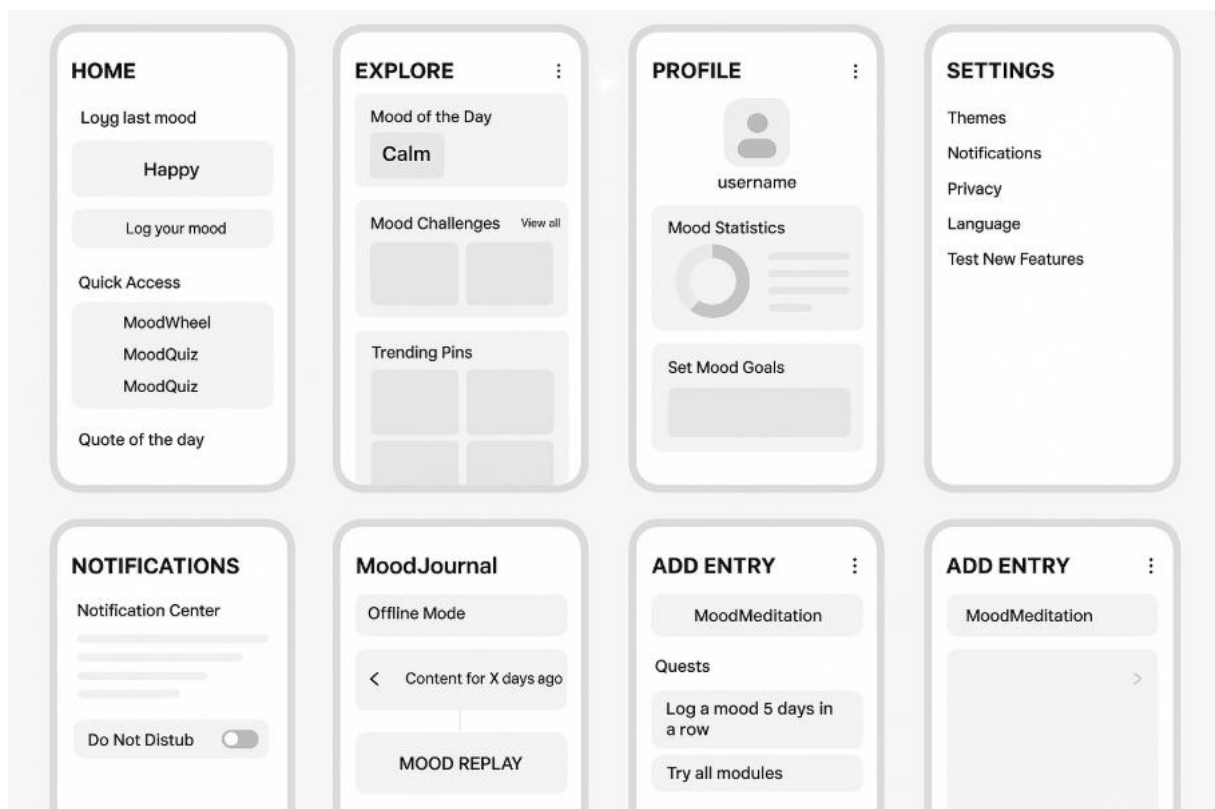 HOME
Loyg last mood
Happy
Log your mood
Quick Access
MoodWheel
MoodQuiz
MoodQuiz
Quote of the day
EXPLORE
Mood of the Day
Calm
Mood Challenges View all
Trending Pins
PROFILE
username
Mood Statistics
Set Mood Goals
SETTINGS
Themes
Notifications
Privacy
Language
Test New Features
NOTIFICATIONS
Notification Center
Do Not Distub
MoodJournal
Offline Mode
Content for X days ago
MOOD REPLAY
ADD ENTRY
MoodMeditation
Quests
Log a mood 5 days in
a row
Try all modules
ADD ENTRY
MoodMeditation